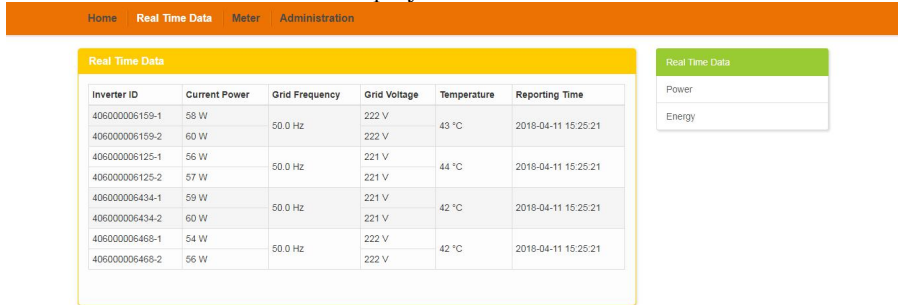 Home Real Time Data Meter Administration
Real Time Data
Inverter ID Current Power Grid Frequency Grid Voltage Temperature Reporting Time
406000006159-1 58 W 50.0 Hz 222 V 43 °C 2018-04-11 15:25:21
406000006159-2 60 W 222 V
406000006125-1 56 W 50.0 Hz 221 V 44 °C 2018-04-11 15:25:21
406000006125-2 57 W 221 V
406000006434-1 59 W 50.0 Hz 221 V 42 °C 2018-04-11 15:25:21
406000006434-2 60 W 221 V
406000006468-1 54 W 50.0 Hz 222 V 42 °C 2018-04-11 15:25:21
406000006468-2 56 W 222 V
Real Time Data
Power
Energy